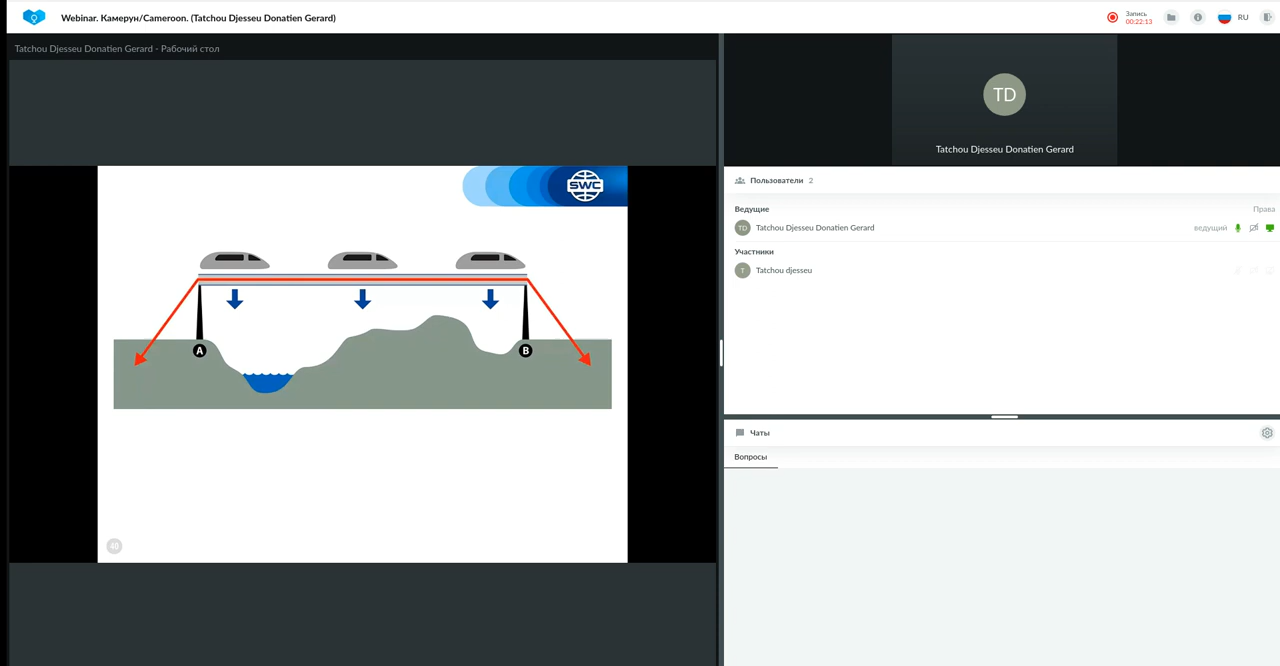 Webinar. Камерун/Cameroon. (Tatchou Djesseu Donatien Gerard)
Запись
00:22:13
RU
Tatchou Djesseu Donatien Gerard - Рабочий стол
TD
Tatchou Djesseu Donatien Gerard
SWC
A
B
40
Пользователи 2
Ведущие
Права
TD Tatchou Djesseu Donatien Gerard ведущий
Участники
T Tatchou djesseu
Чаты
Вопросы